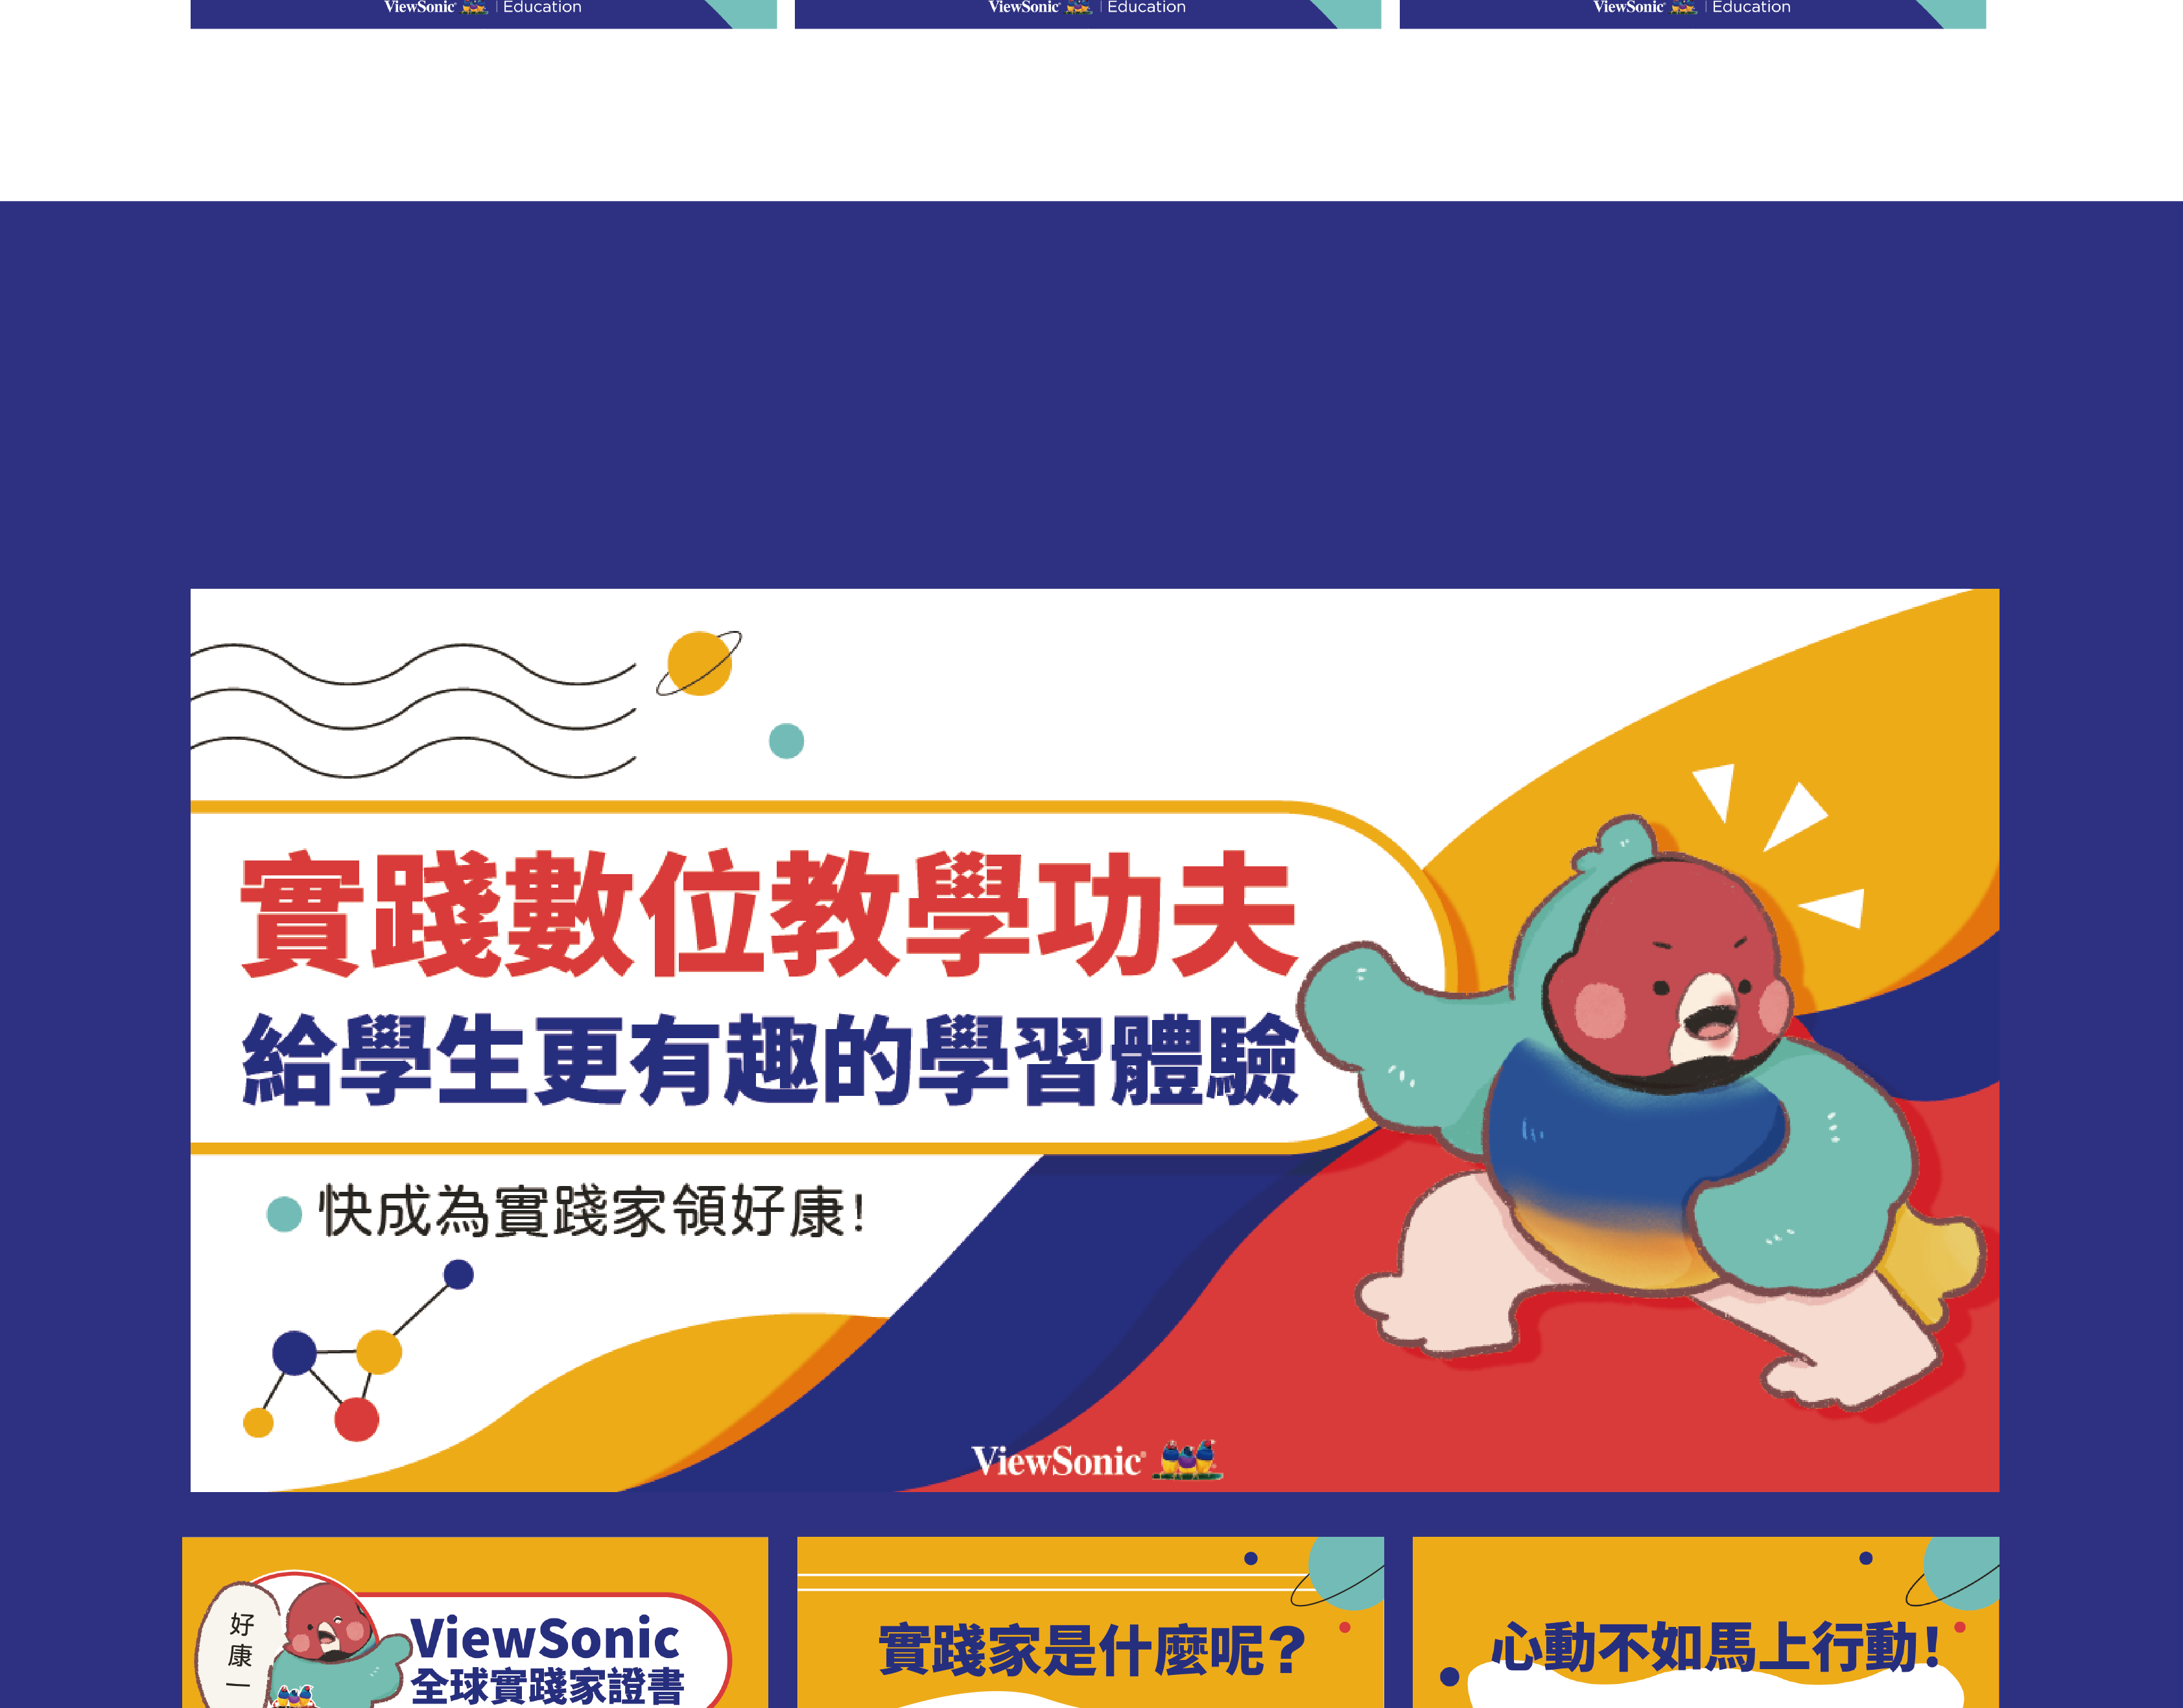 ViewSonic | Education
ViewSonic | Education
ViewSonic | Education
實踐數位教學功夫
給學生更有趣的學習體驗
快成為實踐家領好康!
ViewSonic
好康一
ViewSonic
全球實踐家證書
實踐家是什麼呢?
心動不如馬上行動!